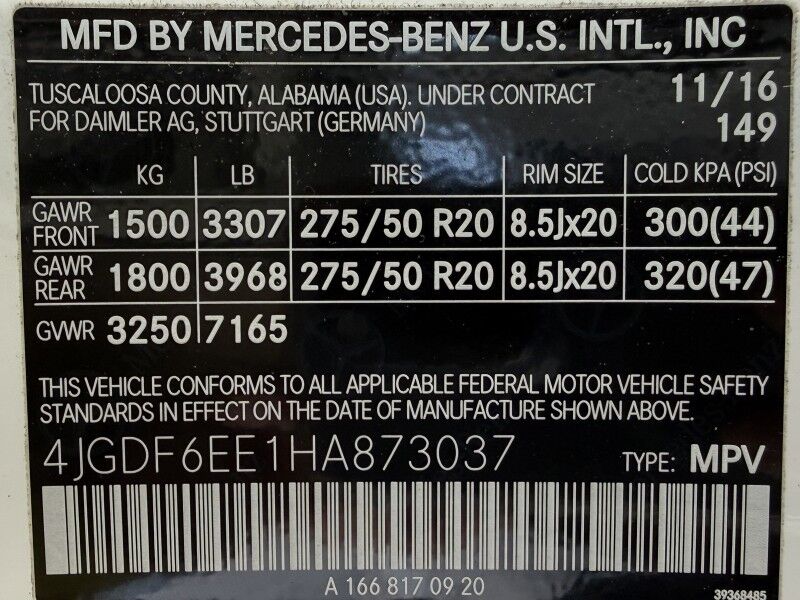 MFD BY MERCEDES-BENZ U.S. INTL., INC
TUSCALOOSA COUNTY, ALABAMA (USA). UNDER CONTRACT 11/16
FOR DAIMLER AG, STUTTGART (GERMANY) 149
KG LB TIRES RIM SIZE COLD KPA (PSI)
GAWR FRONT 1500 3307 275/50 R20 8.5Jx20 300(44)
GAWR REAR 1800 3968 275/50 R20 8.5Jx20 320(47)
GVWR 3250 7165
THIS VEHICLE CONFORMS TO ALL APPLICABLE FEDERAL MOTOR VEHICLE SAFETY
STANDARDS IN EFFECT ON THE DATE OF MANUFACTURE SHOWN ABOVE.
4JGDF6EE1HA873037 TYPE: MPV
A 166 817 09 20
39368485